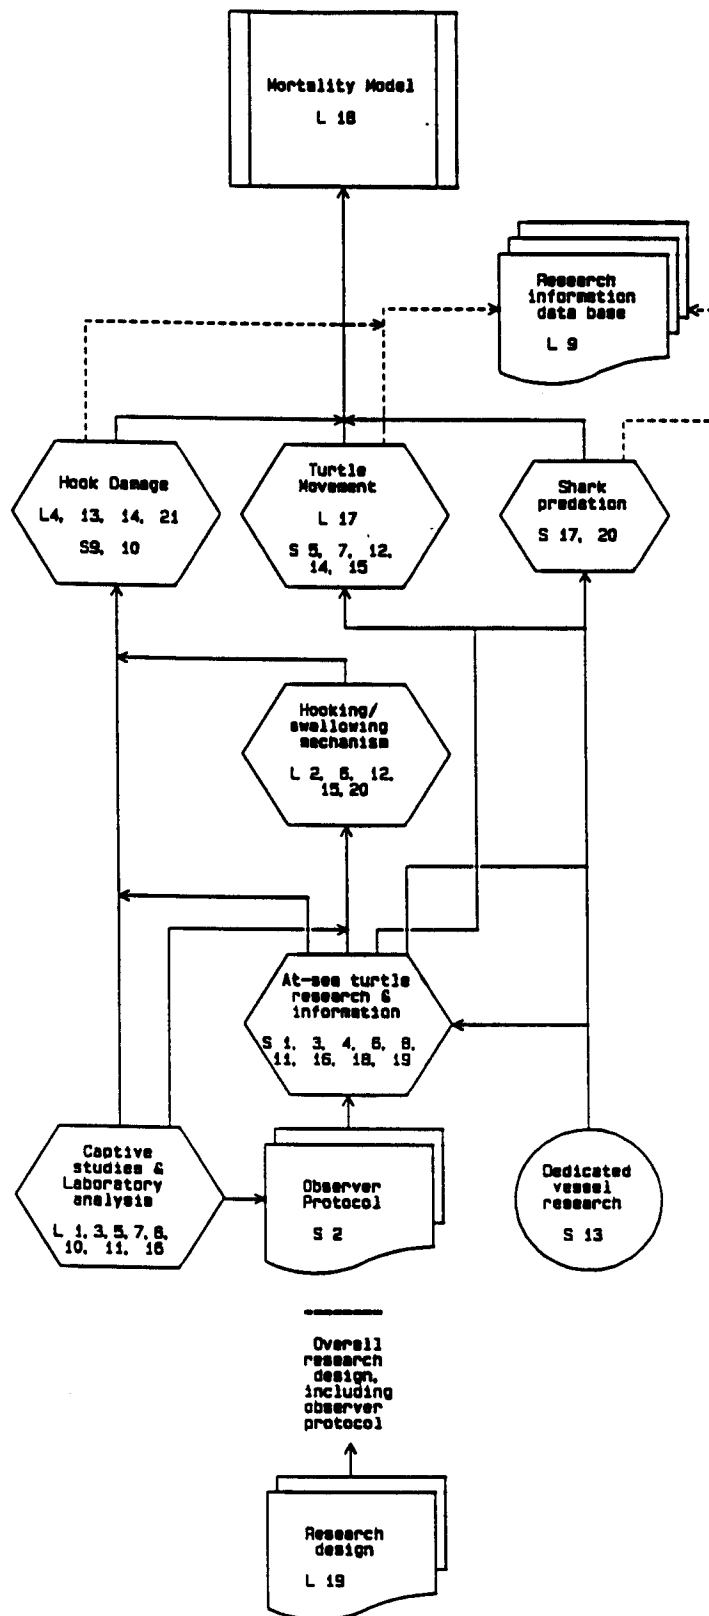 Mortality Model
L 18
Research
information
data base
L 9
Hook Damage
L4, 13, 14, 21
S9, 10
Turtle
Movement
L 17
S 5, 7, 12,
14, 15
Shark
predation
S 17, 20
Hooking/
swallowing
mechanism
L 2, 6, 12,
15, 20
At-sea turtle
research &
information
S 1, 3, 4, 6, 8,
11, 16, 18, 19
Captive
studies &
Laboratory
analysis
L 1, 3, 5, 7, 8,
10, 11, 16
Observer
Protocol
S 2
Dedicated
vessel
research
S 13
Overall
research
design,
including
observer
protocol
Research
design
L 19